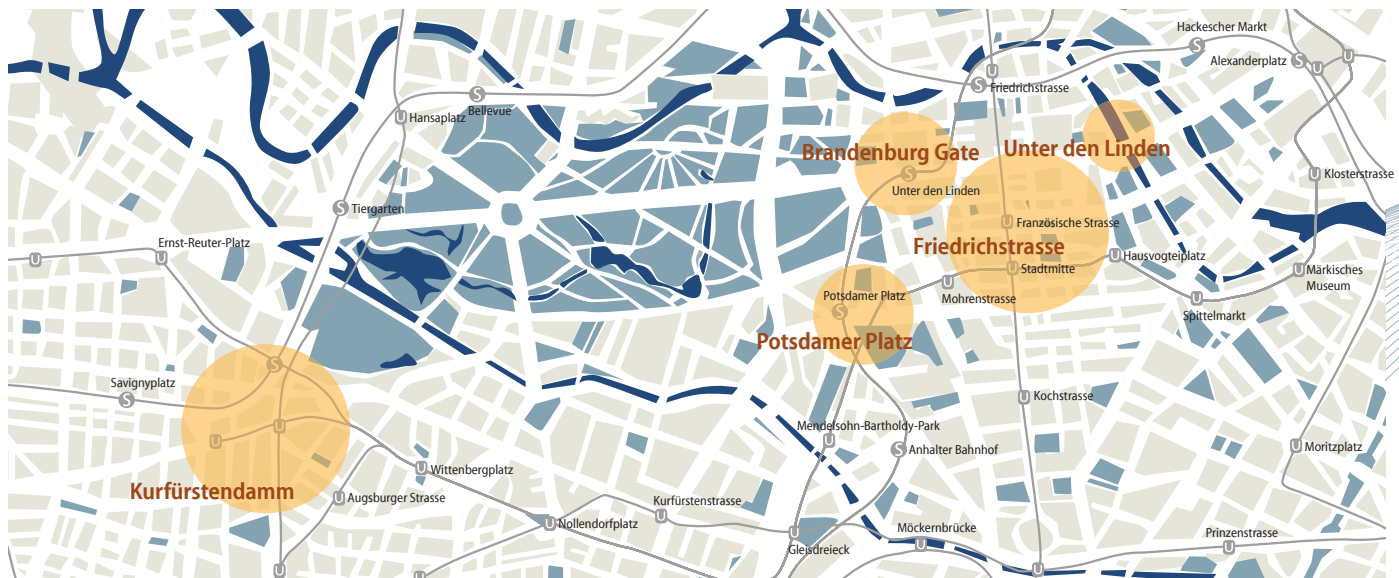 Hackescher Markt
Alexanderplatz
S
U
U
U
S
Friedrichstrasse
S
Bellevue
U
Hansaplatz
Brandenburg Gate
Unter den Linden
S
Unter den Linden
U
Klosterstrasse
S
Tiergarten
U
Französische Strasse
Friedrichstrasse
Ernst-Reuter-Platz
U
U
U
Hausvogteiplatz
U
Stadtmitte
U
Mohrenstrasse
U
Märkisches
Museum
Potsdamer Platz
S
U
Spittelmarkt
Potsdamer Platz
S
Savignyplatz
S
U
Kochstrasse
U
U
Mendelsohn-Bartholdy-Park
U
S
Anhalter Bahnhof
U
Moritzplatz
U
Wittenbergplatz
Kurfürstendamm
U
Augsburger Strasse
Kurfürstenstrasse
U
U
Nollendorfplatz
U
Gleisdreieck
Möckernbrücke
U
Prinzenstrasse
U
U
U
U